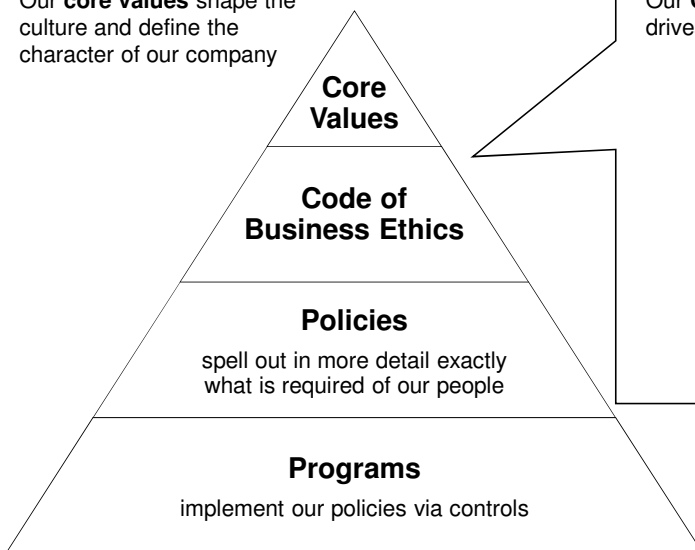 Our core values shape the
culture and define the
character of our company
Our
drive
Core
Values
Code of
Business Ethics
Policies
spell out in more detail exactly
what is required of our people
Programs
implement our policies via controls